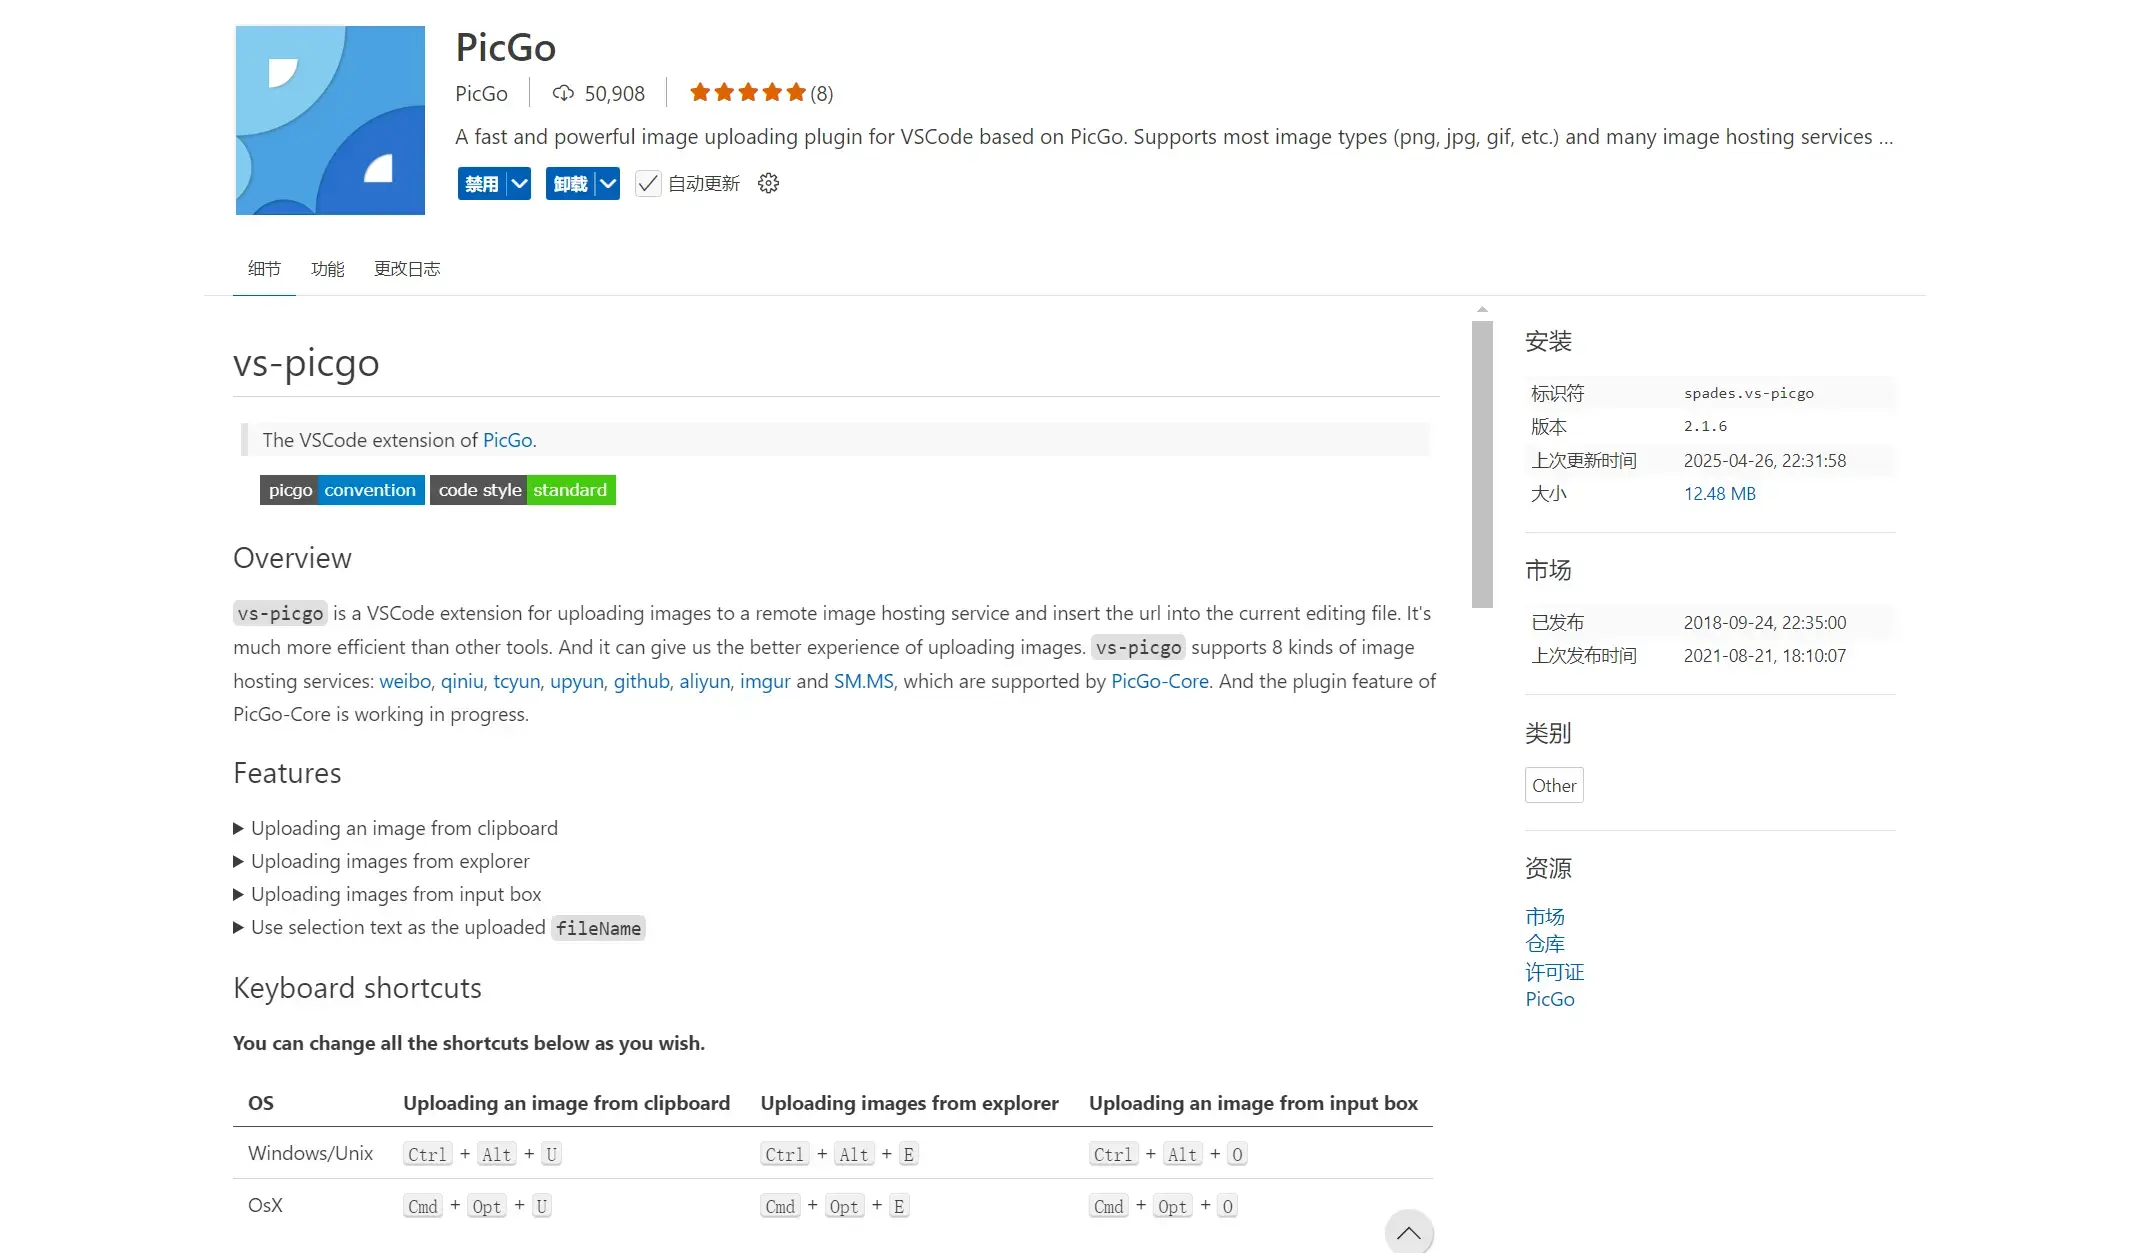 PicGo
PicGo 50,908 (8)
A fast and powerful image uploading plugin for VSCode based on PicGo. Supports most image types (png, jpg, gif, etc.) and many image hosting services ...
禁用 卸载 自动更新
细节 功能 更改日志
vs-picgo
The VSCode extension of PicGo.
picgo convention code style standard
Overview
vs-picgo is a VSCode extension for uploading images to a remote image hosting service and insert the url into the current editing file. It's
much more efficient than other tools. And it can give us the better experience of uploading images. vs-picgo supports 8 kinds of image
hosting services: weibo, qiniu, tcyun, upyun, github, aliyun, imgur and SM.MS, which are supported by PicGo-Core. And the plugin feature of
PicGo-Core is working in progress.
Features
Uploading an image from clipboard
Uploading images from explorer
Uploading images from input box
Use selection text as the uploaded fileName
Keyboard shortcuts
You can change all the shortcuts below as you wish.
OS Uploading an image from clipboard Uploading images from explorer Uploading an image from input box
Windows/Unix Ctrl + Alt + U Ctrl + Alt + E Ctrl + Alt + O
OsX Cmd + Opt + U Cmd + Opt + E Cmd + Opt + O
安装
标识符 spades.vs-picgo
版本 2.1.6
上次更新时间 2025-04-26, 22:31:58
大小 12.48 MB
市场
已发布 2018-09-24, 22:35:00
上次发布时间 2021-08-21, 18:10:07
类别
Other
资源
市场
仓库
许可证
PicGo